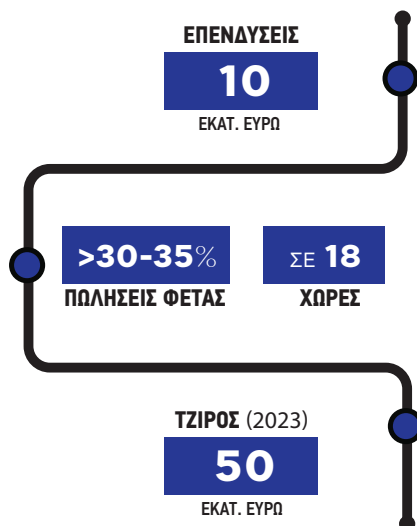 ΕΠΕΝΔΥΣΕΙΣ
10
ΕΚΑΤ. ΕΥΡΩ
>30-35% ΣΕ 18
ΠΩΛΗΣΕΙΣ ΦΕΤΑΣ ΧΩΡΕΣ
ΤΖΙΡΟΣ (2023)
50
ΕΚΑΤ. ΕΥΡΩ